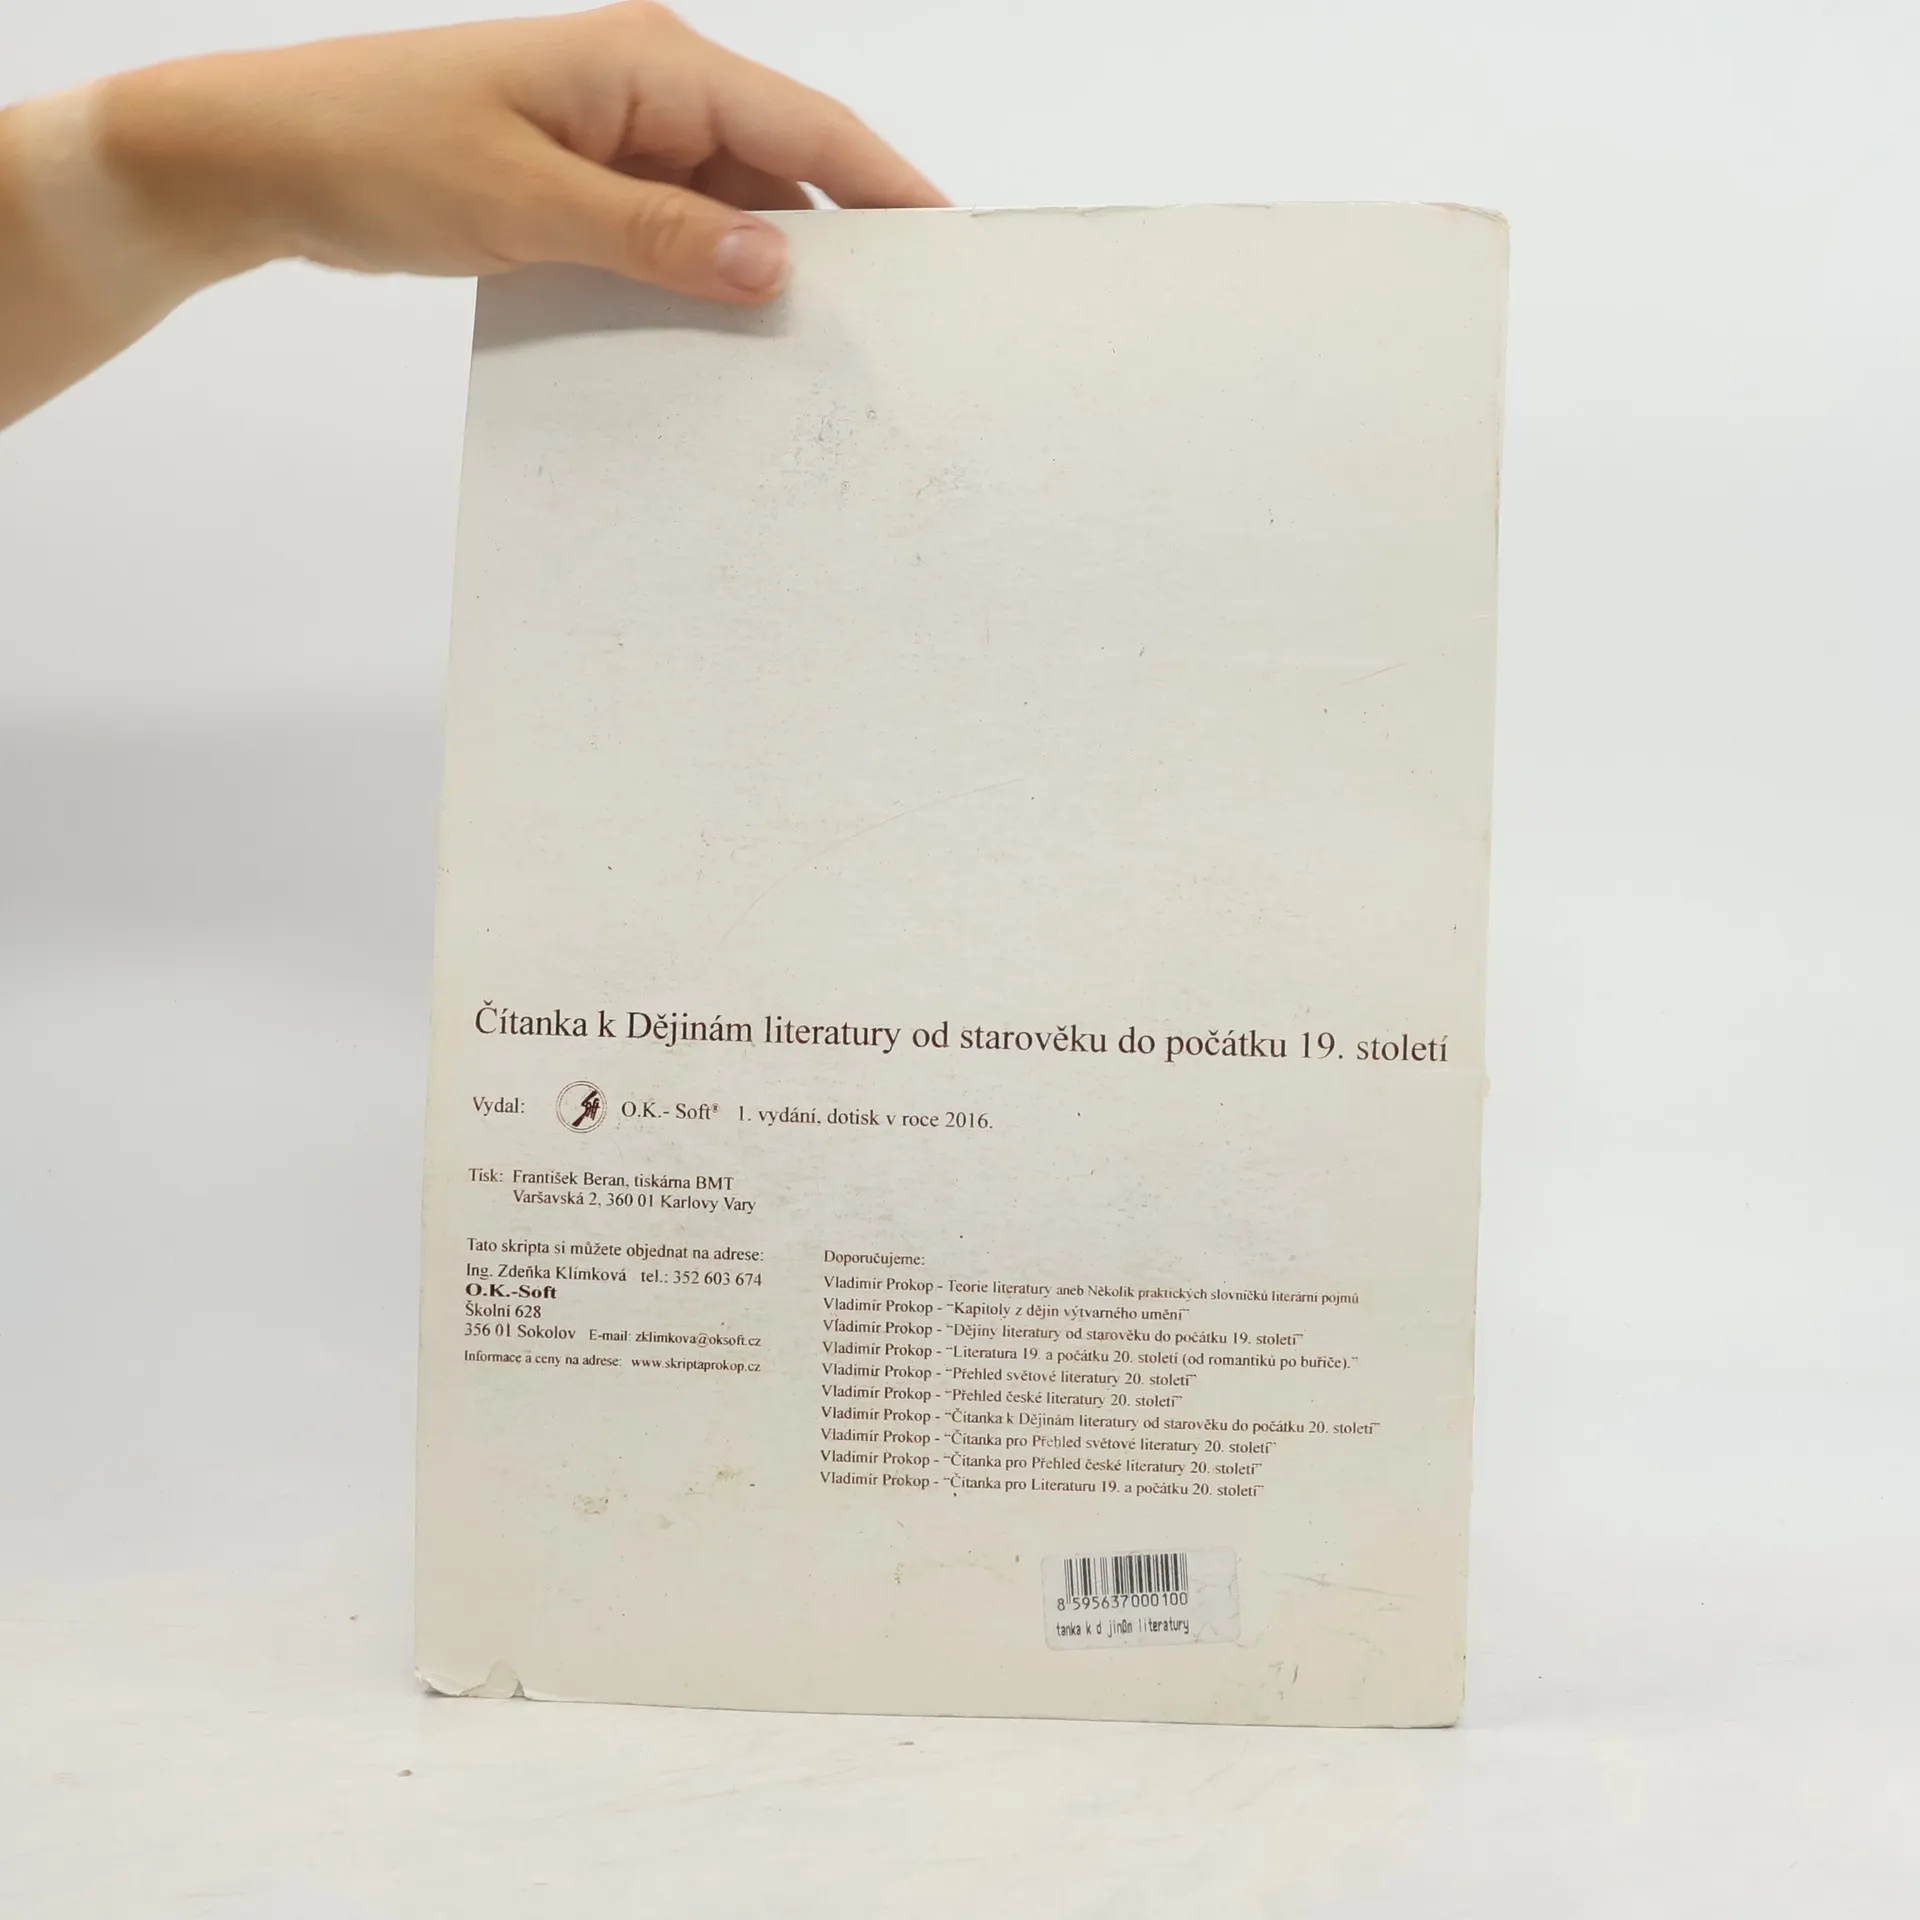 Čítanka k Dějinám literatury od starověku do počátku 19. století
Vydal: Soft O.K.- Soft® 1. vydání, dotisk v roce 2016.
Tisk: František Beran, tiskárna BMT
Varšavská 2, 360 01 Karlovy Vary
Tato skripta si můžete objednat na adrese:
Ing. Zdeňka Klímková tel.: 352 603 674
O.K.-Soft
Školní 628
356 01 Sokolov E-mail: zklimkova@oksoft.cz
Informace a ceny na adrese: www.skriptaprokop.cz
Doporučujeme:
Vladimír Prokop - Teorie literatury aneb Několik praktických slovníčků literární pojmů
Vladimír Prokop - "Kapitoly z dějin výtvarného umění"
Vladimír Prokop - "Dějiny literatury od starověku do počátku 19. století"
Vladimír Prokop - "Literatura 19. a počátku 20. století (od romantiků po buřiče)."
Vladimír Prokop - "Přehled světové literatury 20. století"
Vladimír Prokop - "Přehled české literatury 20. století"
Vladimír Prokop - "Čítanka k Dějinám literatury od starověku do počátku 20. století"
Vladimír Prokop - "Čítanka pro Přehled světové literatury 20. století"
Vladimír Prokop - "Čítanka pro Přehled české literatury 20. století"
Vladimír Prokop - "Čítanka pro Literaturu 19. a počátku 20. století"
8 595637 000100
tanka k d jinßm literatury